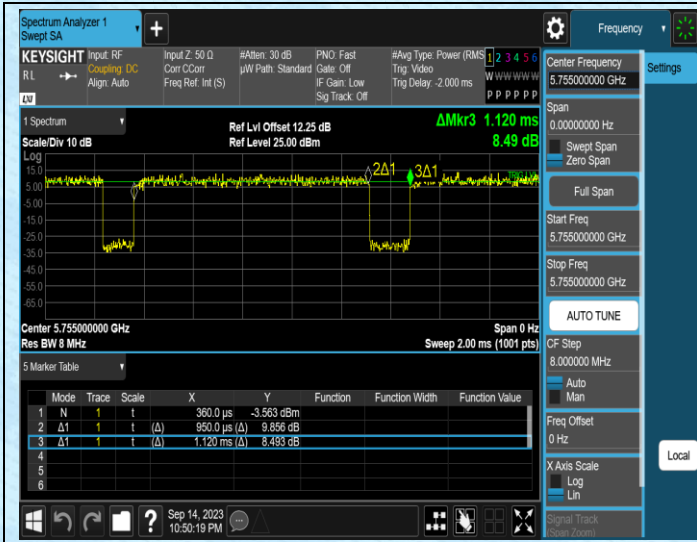 Spectrum Analyzer 1
Swept SA
Frequency
KEYSIGHT
RL
LXI
Input: RF
Coupling: DC
Align: Auto
Input Z: 50 Ω
Corr CCorr
Freq Ref: Int (S)
#Atten: 30 dB
µW Path: Standard
PNO: Fast
Gate: Off
IF Gain: Low
Sig Track: Off
#Avg Type: Power (RMS
Trig: Video
Trig Delay: -2.000 ms
1 2 3 4 5 6
W W W W W W
P P P P P P
1 Spectrum
Scale/Div 10 dB
Log
Ref Lvl Offset 12.25 dB
Ref Level 25.00 dBm
ΔMkr3 1.120 ms
8.49 dB
15.0
5.00
-5.00
-15.0
-25.0
-35.0
-45.0
-55.0
-65.0
2Δ1
3Δ1
Center 5.755000000 GHz
Res BW 8 MHz
Span 0 Hz
Sweep 2.00 ms (1001 pts)
5 Marker Table
Mode Trace Scale X Y Function Function Width Function Value
1 N 1 t 360.0 µs -3.563 dBm
2 Δ1 1 t (Δ) 950.0 µs (Δ) 9.856 dB
3 Δ1 1 t (Δ) 1.120 ms (Δ) 8.493 dB
4
5
6
Sep 14, 2023
10:50:19 PM
Center Frequency
5.755000000 GHz
Span
0.00000000 Hz
Swept Span
Zero Span
Full Span
Start Freq
5.755000000 GHz
Stop Freq
5.755000000 GHz
AUTO TUNE
CF Step
8.000000 MHz
Auto
Man
Freq Offset
0 Hz
X Axis Scale
Log
Lin
Signal Track
(Span Zoom)
Settings
Local